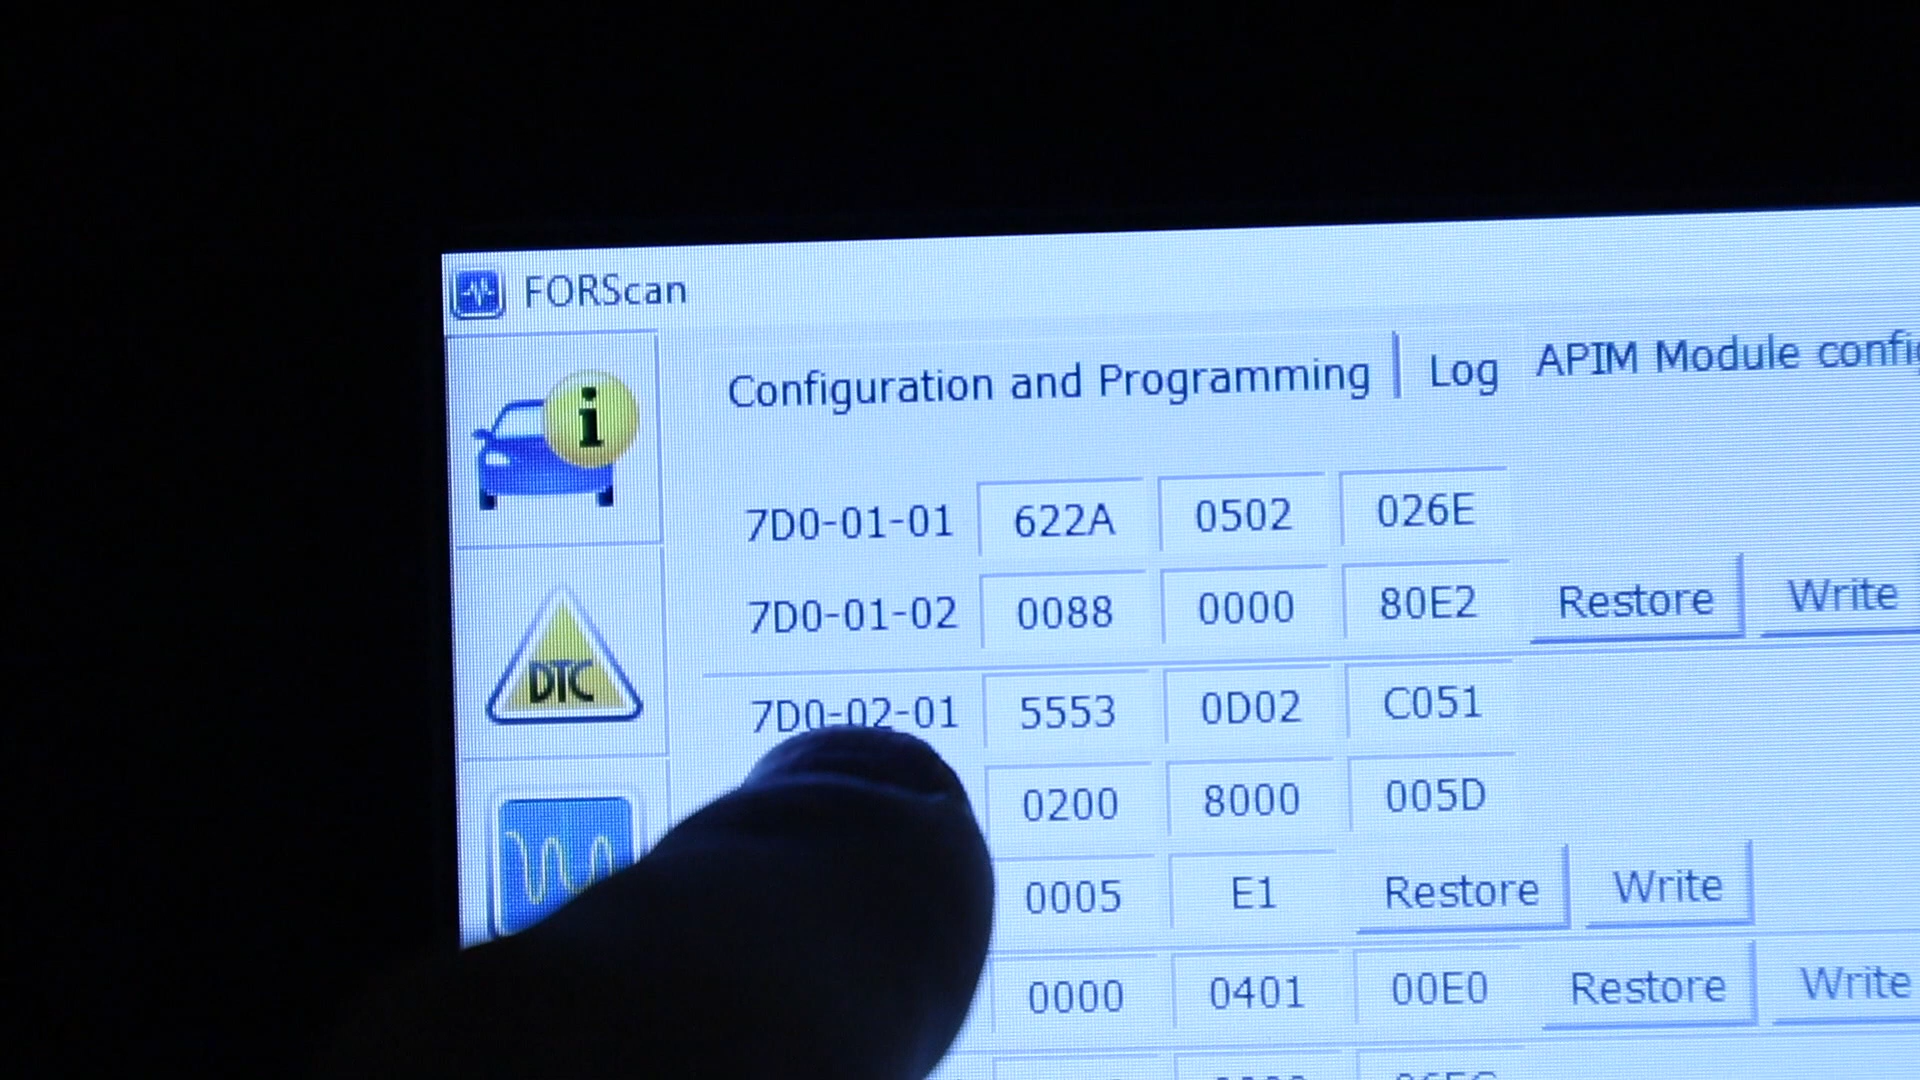 FORScan
Configuration and Programming Log APIM Module config
7D0-01-01 622A 0502 026E
7D0-01-02 0088 0000 80E2 Restore Write
DTC
7D0-02-01 5553 0D02 C051
0200 8000 005D
0005 E1 Restore Write
0000 0401 00E0 Restore Write